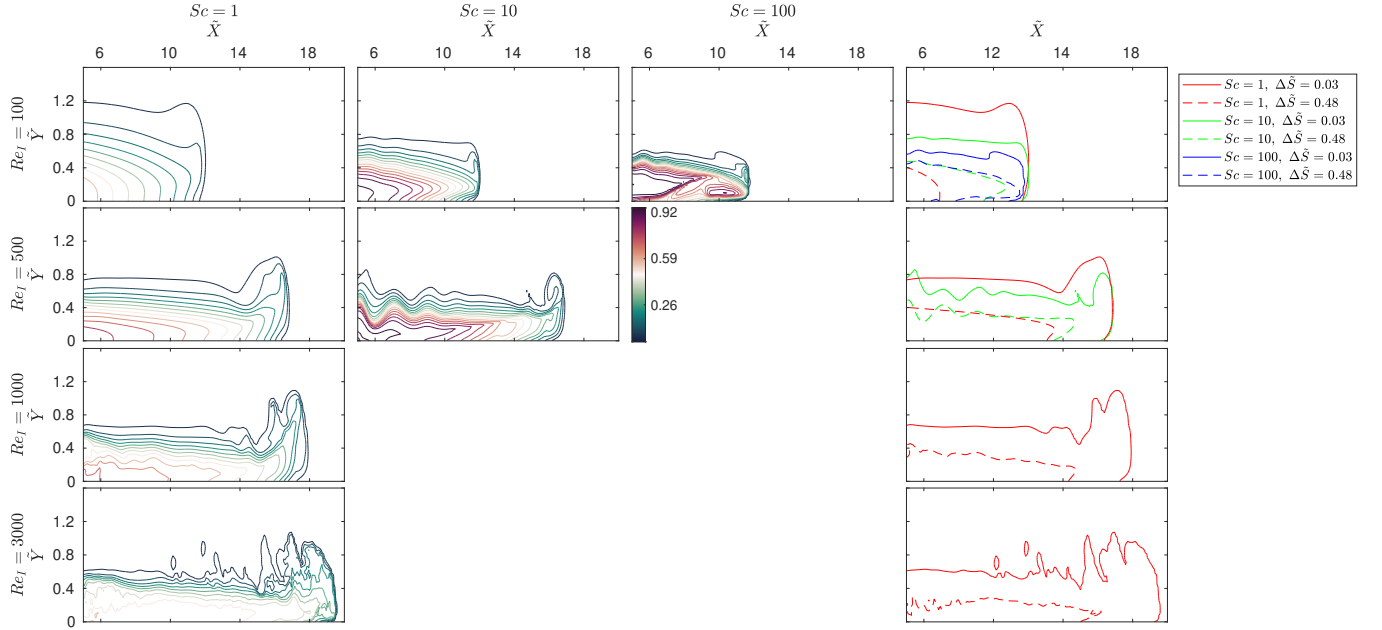 Sc = 1 Sc = 10 Sc = 100
X̃ X̃ X̃ X̃
6 10 14 18 6 10 14 18 6 10 14 18 6 12 14 18
Re_I = 100
Ỹ
1.2
0.8
0.4
0
Sc = 1, ΔS̃ = 0.03
Sc = 1, ΔS̃ = 0.48
Sc = 10, ΔS̃ = 0.03
Sc = 10, ΔS̃ = 0.48
Sc = 100, ΔS̃ = 0.03
Sc = 100, ΔS̃ = 0.48
Re_I = 500
Ỹ
1.2
0.8
0.4
0
0.92
0.59
0.26
Re_I = 1000
Ỹ
1.2
0.8
0.4
0
Re_I = 3000
Ỹ
1.2
0.8
0.4
0